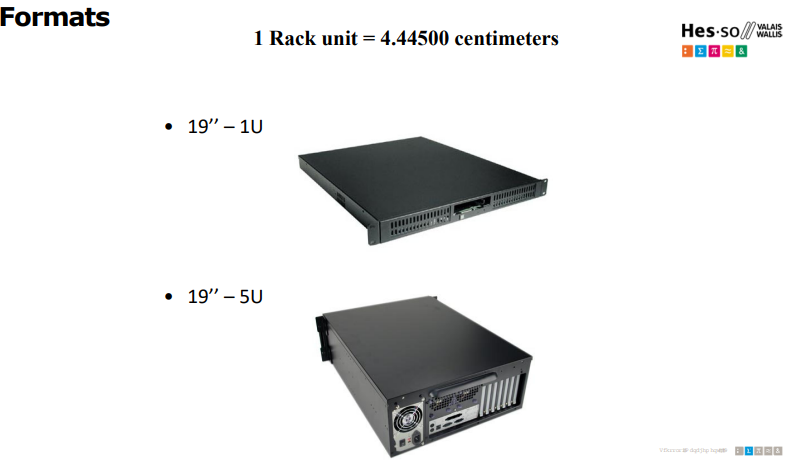 Formats
1 Rack unit = 4.44500 centimeters
Hes·so// VALAIS
WALLIS
Σ π ≈ &
• 19’’ – 1U
• 19’’ – 5U